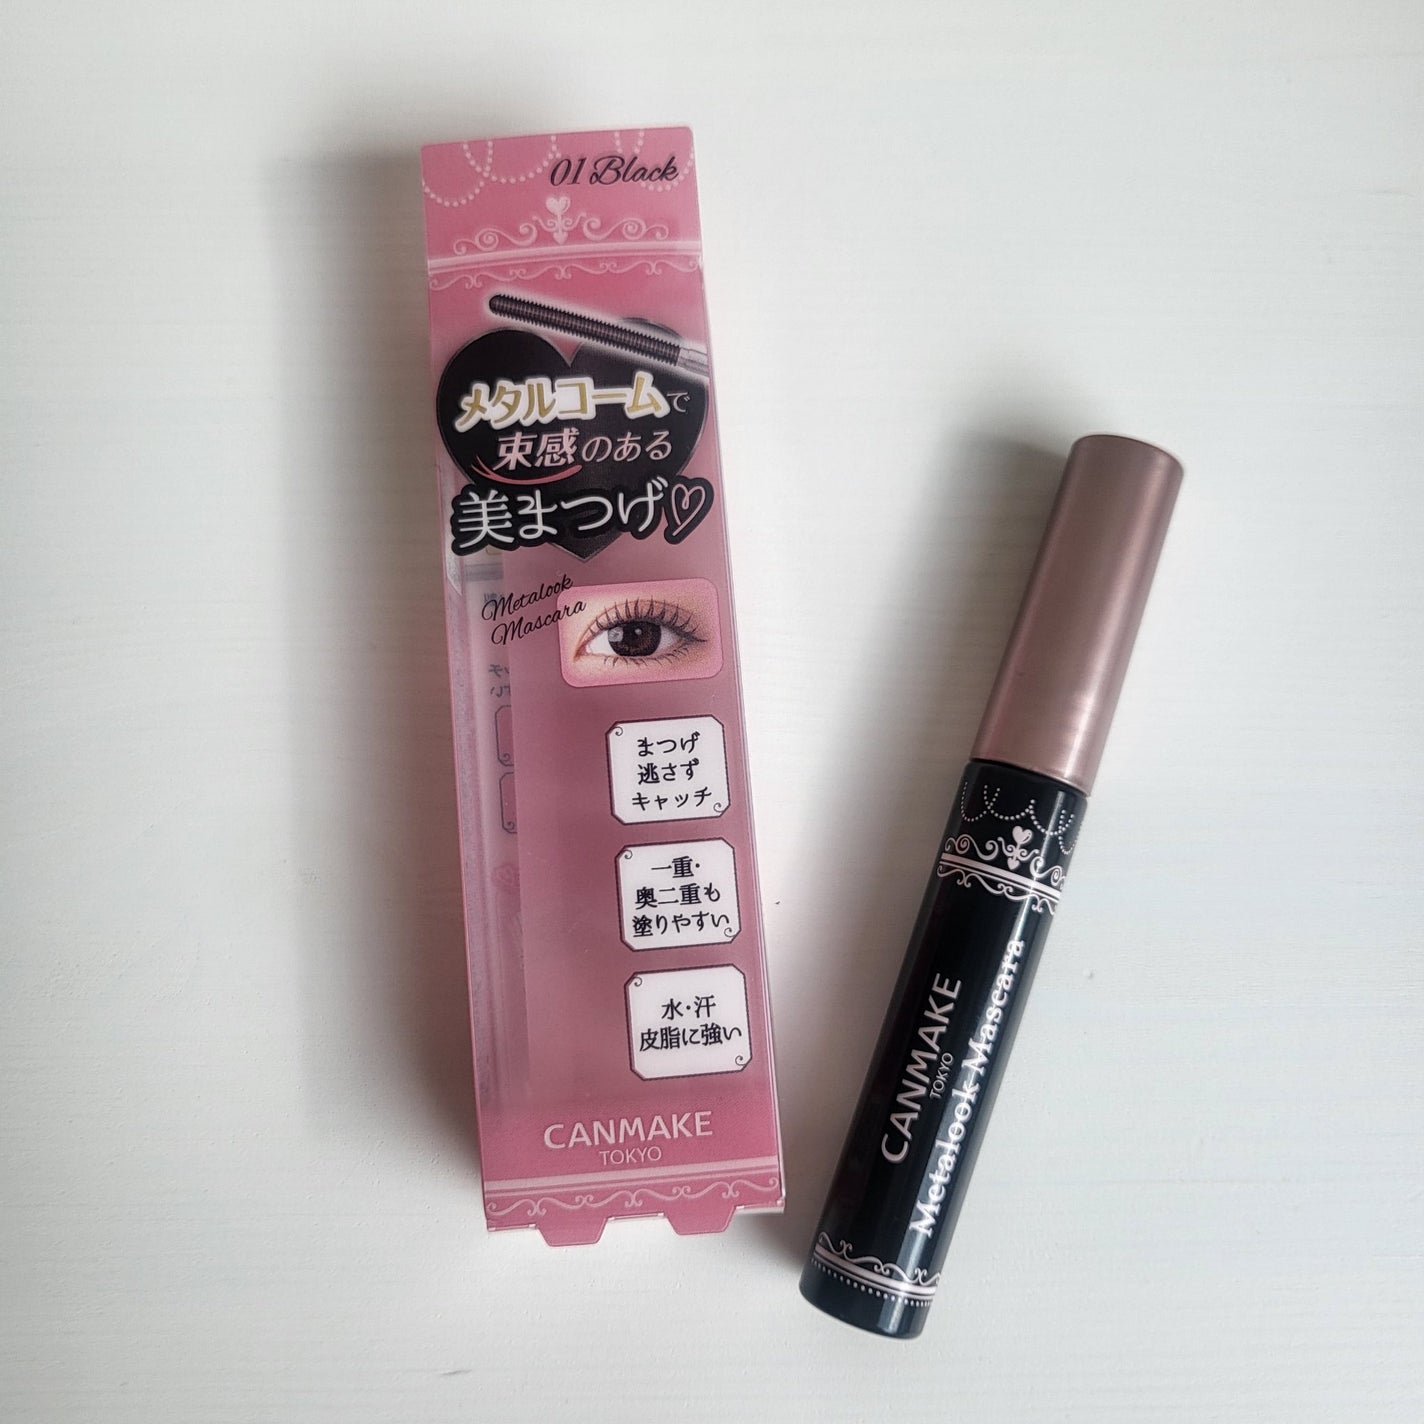 01 Black
メタルコームで
束感のある
美まつげ♡
Metalook
Mascara
まつげ
逃さず
キャッチ
一重・
奥二重も
塗りやすい
水・汗
皮脂に強い
CANMAKE
TOKYO
CANMAKE
TOKYO
Metalook Mascara